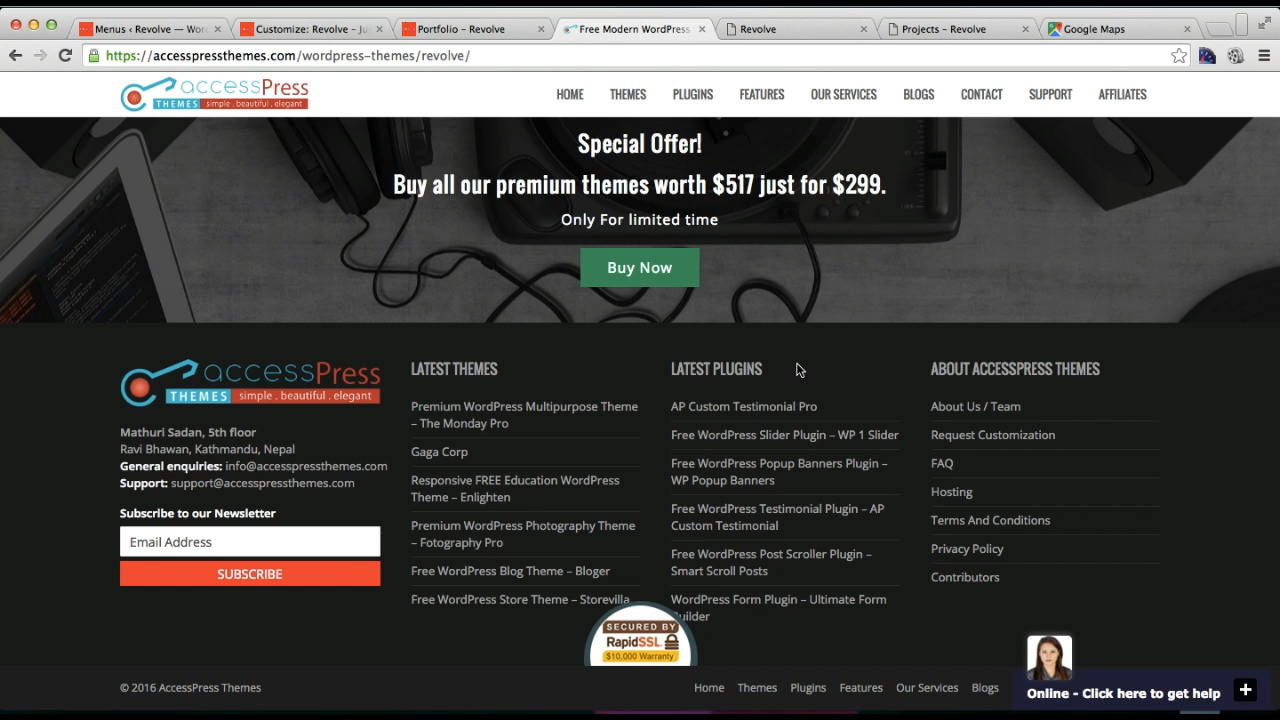 Menus ‹ Revolve — Wor
Customize: Revolve - Ju
Portfolio – Revolve
Free Modern WordPress
Revolve
Projects – Revolve
Google Maps
https://accesspressthemes.com/wordpress-themes/revolve/
accessPress
THEMES simple . beautiful . elegant
HOME
THEMES
PLUGINS
FEATURES
OUR SERVICES
BLOGS
CONTACT
SUPPORT
AFFILIATES
Special Offer!
Buy all our premium themes worth $517 just for $299.
Only For limited time
Buy Now
accessPress
THEMES simple . beautiful . elegant
Mathuri Sadan, 5th floor
Ravi Bhawan, Kathmandu, Nepal
General enquiries: info@accesspressthemes.com
Support: support@accesspressthemes.com
Subscribe to our Newsletter
Email Address
SUBSCRIBE
LATEST THEMES
Premium WordPress Multipurpose Theme
– The Monday Pro
Gaga Corp
Responsive FREE Education WordPress
Theme – Enlighten
Premium WordPress Photography Theme
– Fotography Pro
Free WordPress Blog Theme – Bloger
Free WordPress Store Theme – Storevilla
LATEST PLUGINS
AP Custom Testimonial Pro
Free WordPress Slider Plugin – WP 1 Slider
Free WordPress Popup Banners Plugin –
WP Popup Banners
Free WordPress Testimonial Plugin – AP
Custom Testimonial
Free WordPress Post Scroller Plugin –
Smart Scroll Posts
WordPress Form Plugin – Ultimate Form
uilder
ABOUT ACCESSPRESS THEMES
About Us / Team
Request Customization
FAQ
Hosting
Terms And Conditions
Privacy Policy
Contributors
SECURED BY
RapidSSL
$10,000 Warranty
© 2016 AccessPress Themes
Home
Themes
Plugins
Features
Our Services
Blogs
Online - Click here to get help